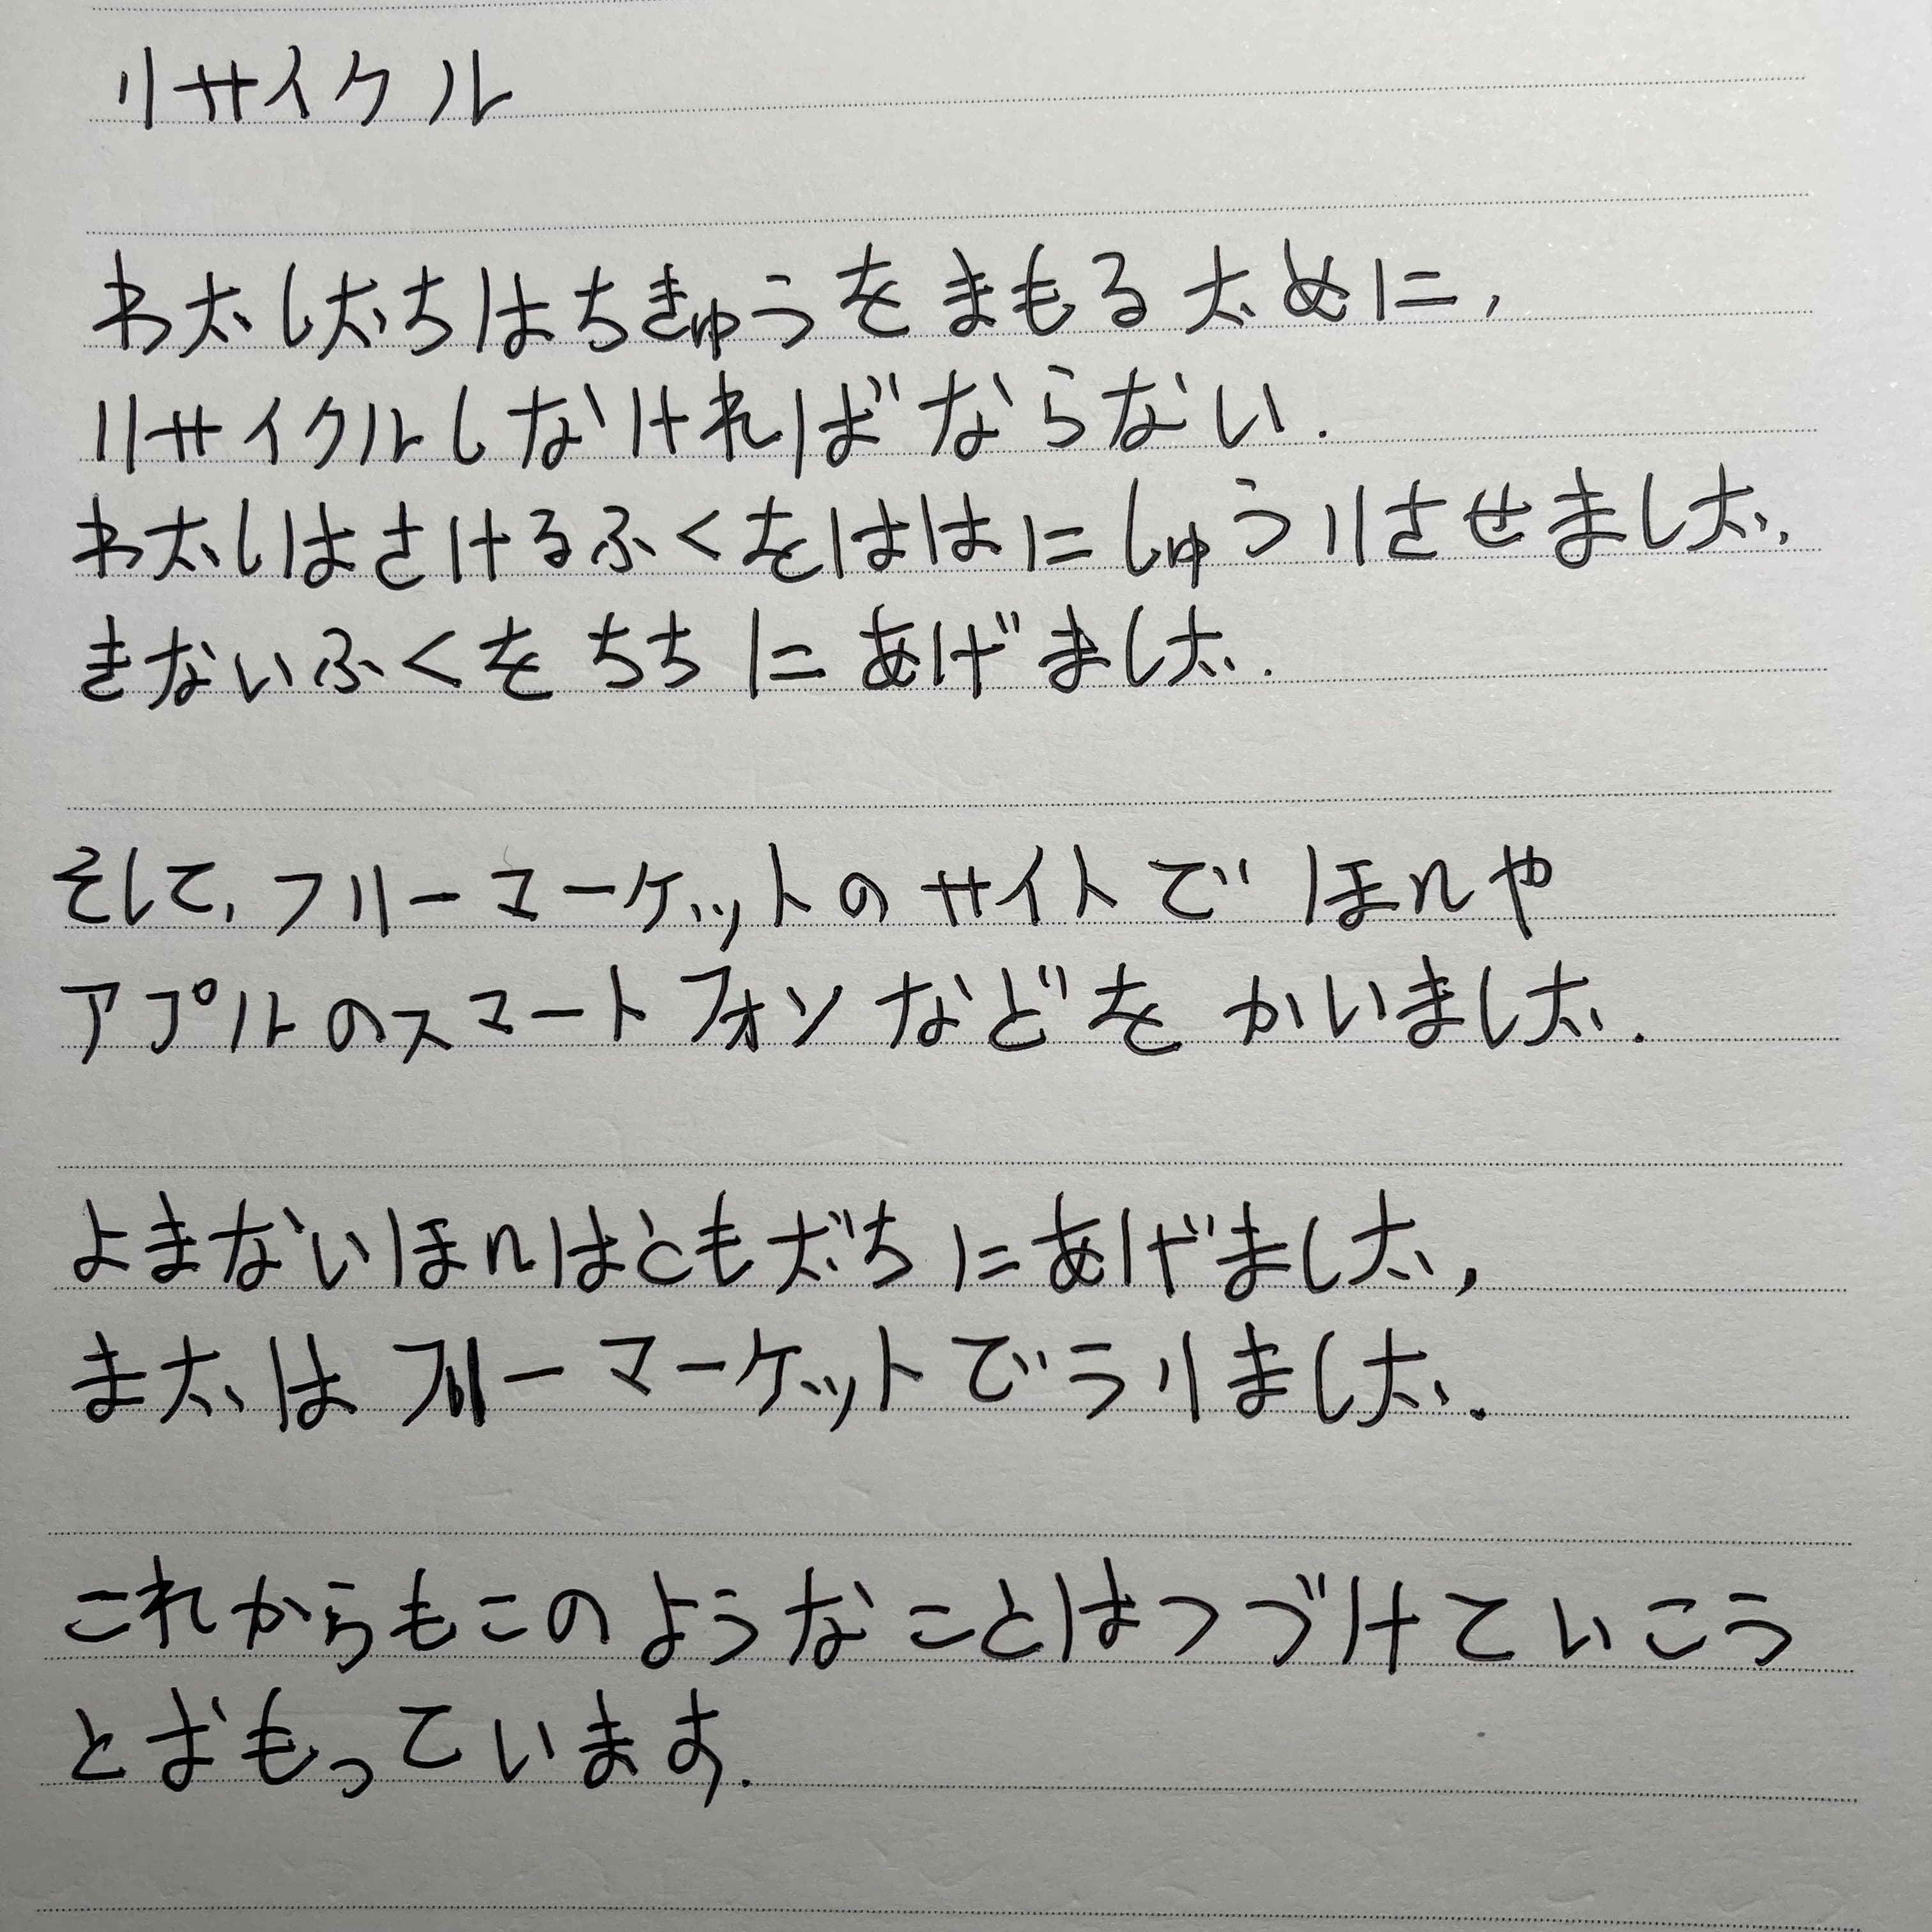 リサイクル
わたしたちはちきゅうをまもるために,
リサイクルしなければならない.
わたしはさけるふくをははにしゅうりさせました.
きないふくをちちにあげました.
そして,フリーマーケットのサイトでほんや
アプルのスマートフォンなどをかいました.
よまないほんはともだちにあげました,
またはフリーマーケットでうりました.
これからもこのようなことはつづけていこう
とおもっています.